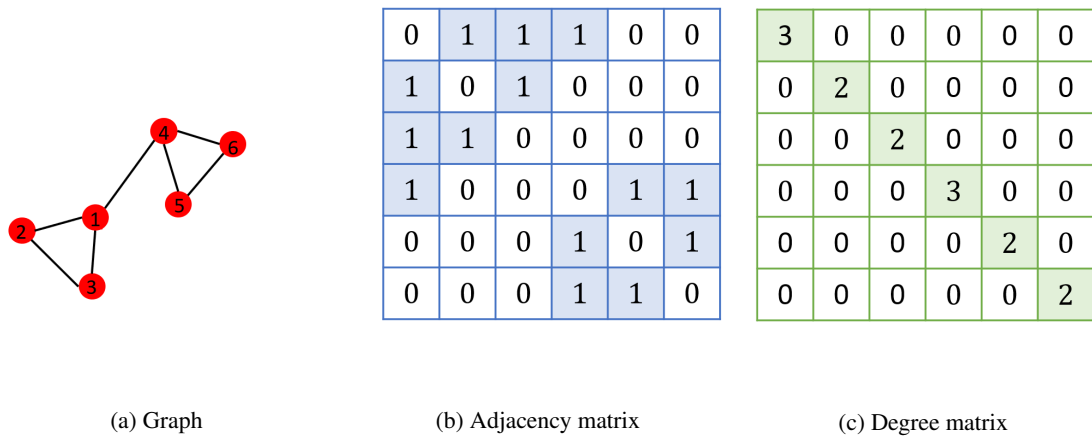 4
6
5
1
2
3
0 1 1 1 0 0
1 0 1 0 0 0
1 1 0 0 0 0
1 0 0 0 1 1
0 0 0 1 0 1
0 0 0 1 1 0
3 0 0 0 0 0
0 2 0 0 0 0
0 0 2 0 0 0
0 0 0 3 0 0
0 0 0 0 2 0
0 0 0 0 0 2
(a) Graph
(b) Adjacency matrix
(c) Degree matrix